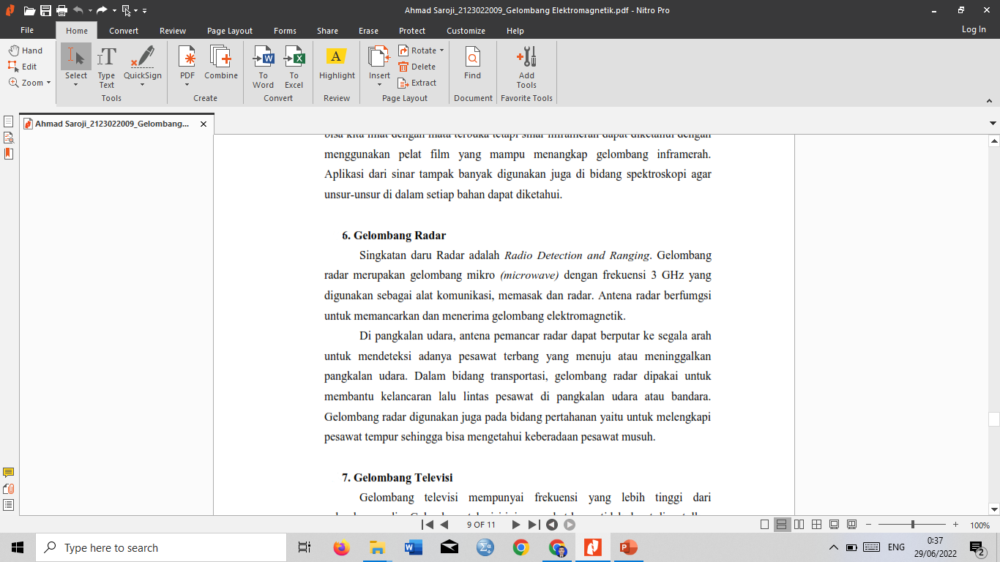 Ahmad Saroji_2123022009_Gelombang Elektromagnetik.pdf - Nitro Pro
File Home Convert Review Page Layout Forms Share Erase Protect Customize Help Log In
Hand
Edit
Zoom
Select
Type Text
QuickSign
Tools
PDF
Combine
Create
To Word
To Excel
Convert
A
Highlight
Review
Insert
Rotate
Delete
Extract
Page Layout
Find
Document
Add Tools
Favorite Tools
Ahmad Saroji_2123022009_Gelombang...
bisa kita lihat dengan mata terbuka tetapi sinar inframerah dapat diketahui dengan
menggunakan pelat film yang mampu menangkap gelombang inframerah.
Aplikasi dari sinar tampak banyak digunakan juga di bidang spektroskopi agar
unsur-unsur di dalam setiap bahan dapat diketahui.
6. Gelombang Radar
Singkatan daru Radar adalah Radio Detection and Ranging. Gelombang
radar merupakan gelombang mikro (microwave) dengan frekuensi 3 GHz yang
digunakan sebagai alat komunikasi, memasak dan radar. Antena radar berfumgsi
untuk memancarkan dan menerima gelombang elektromagnetik.
Di pangkalan udara, antena pemancar radar dapat berputar ke segala arah
untuk mendeteksi adanya pesawat terbang yang menuju atau meninggalkan
pangkalan udara. Dalam bidang transportasi, gelombang radar dipakai untuk
membantu kelancaran lalu lintas pesawat di pangkalan udara atau bandara.
Gelombang radar digunakan juga pada bidang pertahanan yaitu untuk melengkapi
pesawat tempur sehingga bisa mengetahui keberadaan pesawat musuh.
7. Gelombang Televisi
Gelombang televisi mempunyai frekuensi yang lebih tinggi dari
9 OF 11
100%
Type here to search
ENG
0:37
29/06/2022
2